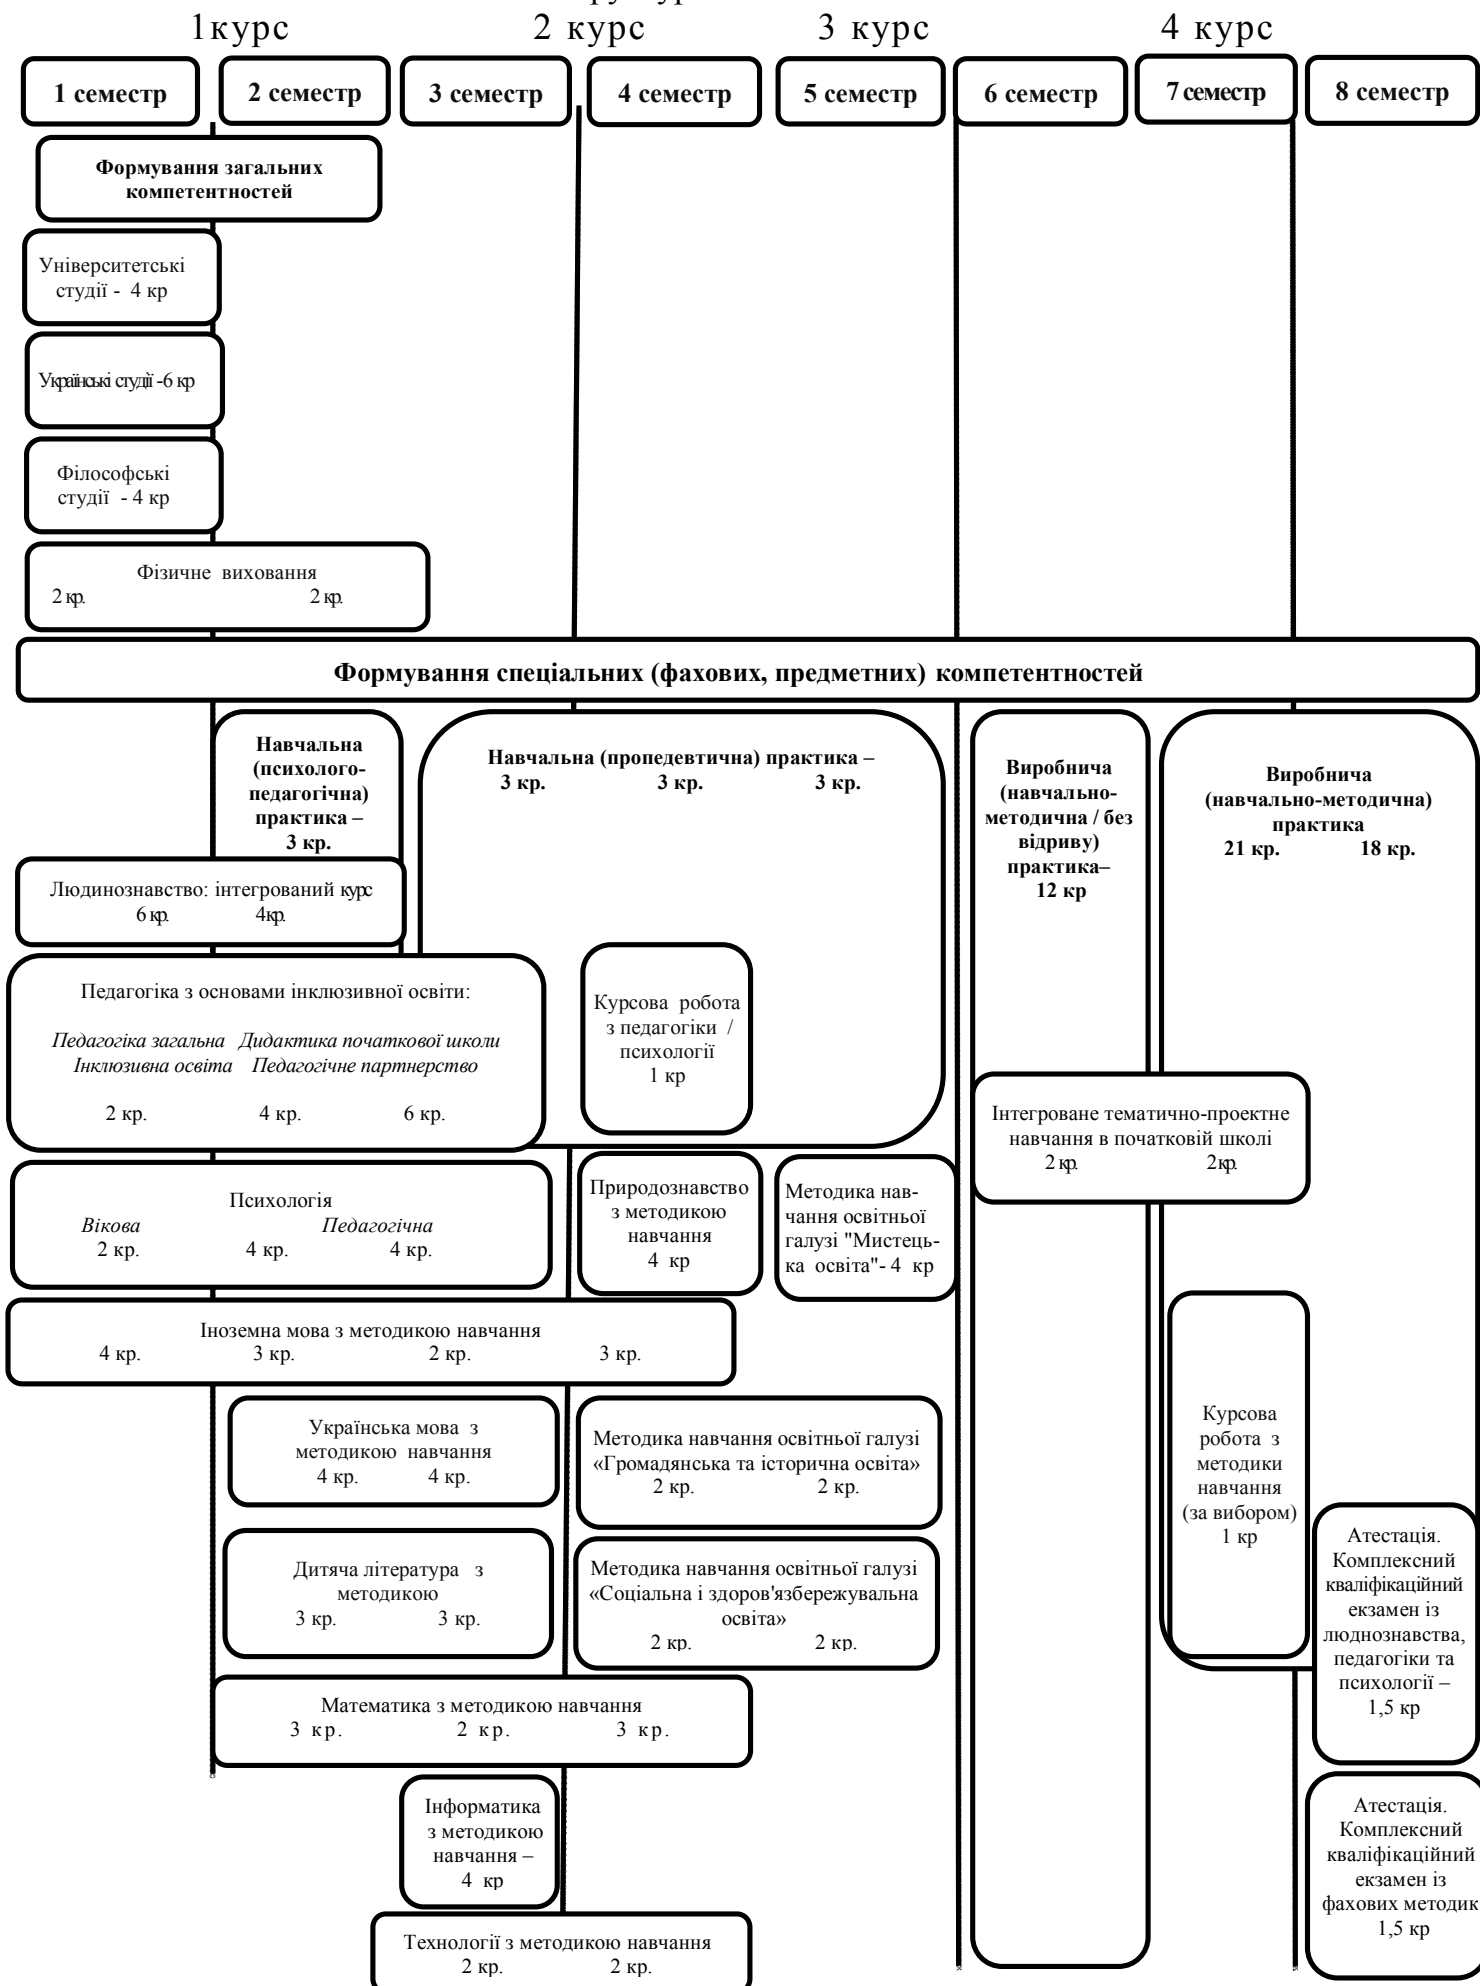 1курс 2 курс 3 курс 4 курс
1 семестр 2 семестр 3 семестр 4 семестр 5 семестр 6 семестр 7 семестр 8 семестр
Формування загальних
компетентностей
Університетські
студії - 4 кр
Українські студії -6 кр
Філософські
студії - 4 кр
Фізичне виховання
2 кр. 2 кр.
Формування спеціальних (фахових, предметних) компетентностей
Навчальна
(психолого-
педагогічна)
практика –
3 кр.
Навчальна (пропедевтична) практика –
3 кр. 3 кр. 3 кр.
Виробнича
(навчально-
методична / без
відриву)
практика–
12 кр
Виробнича
(навчально-методична)
практика
21 кр. 18 кр.
Людинознавство: інтегрований курс
6 кр. 4кр.
Педагогіка з основами інклюзивної освіти:
Педагогіка загальна Дидактика початкової школи
Інклюзивна освіта Педагогічне партнерство
2 кр. 4 кр. 6 кр.
Курсова робота
з педагогіки /
психології
1 кр
Інтегроване тематично-проектне
навчання в початковій школі
2 кр. 2кр.
Психологія
Вікова Педагогічна
2 кр. 4 кр. 4 кр.
Природознавство
з методикою
навчання
4 кр
Методика нав-
чання освітньої
галузі "Мистець-
ка освіта"- 4 кр
Іноземна мова з методикою навчання
4 кр. 3 кр. 2 кр. 3 кр.
Українська мова з
методикою навчання
4 кр. 4 кр.
Методика навчання освітньої галузі
«Громадянська та історична освіта»
2 кр. 2 кр.
Курсова
робота з
методики
навчання
(за вибором)
1 кр
Дитяча література з
методикою
3 кр. 3 кр.
Методика навчання освітньої галузі
«Соціальна і здоров'язбережувальна
освіта»
2 кр. 2 кр.
Атестація.
Комплексний
кваліфікаційний
екзамен із
люднознавства,
педагогіки та
психології –
1,5 кр
Математика з методикою навчання
3 кр. 2 кр. 3 кр.
Інформатика
з методикою
навчання –
4 кр
Атестація.
Комплексний
кваліфікаційний
екзамен із
фахових методик
1,5 кр
Технології з методикою навчання
2 кр. 2 кр.